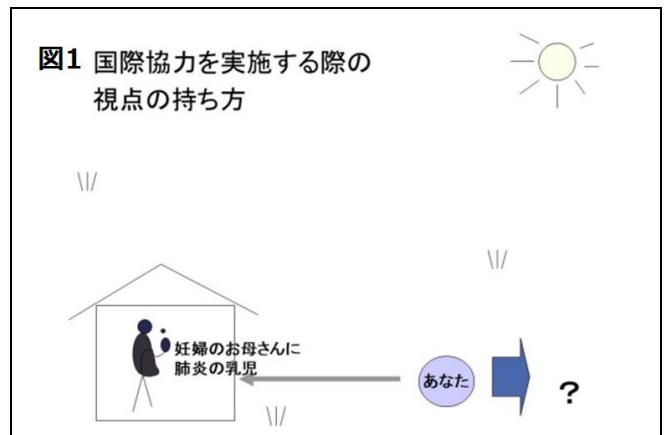 図1 国際協力を実施する際の
視点の持ち方
妊婦のお母さんに
肺炎の乳児
あなた
?